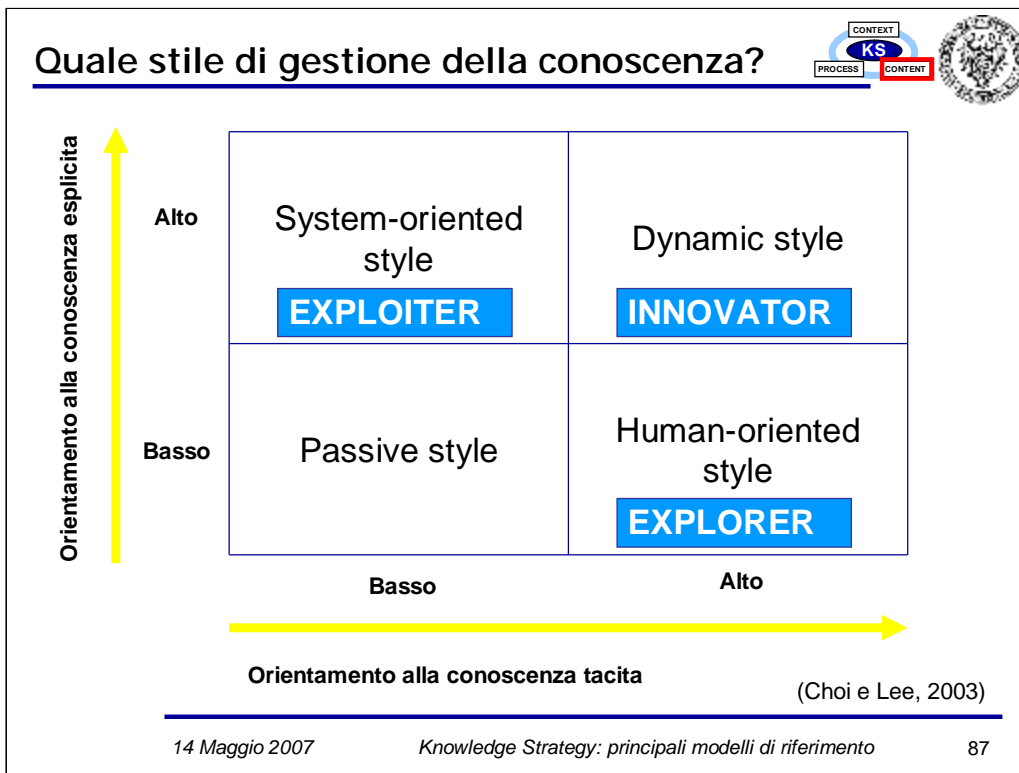 Quale stile di gestione della conoscenza?
CONTEXT
KS
PROCESS
CONTENT
Orientamento alla conoscenza esplicita
Alto
System-oriented
style
EXPLOITER
Dynamic style
INNOVATOR
Basso
Passive style
Human-oriented
style
EXPLORER
Basso
Alto
Orientamento alla conoscenza tacita
(Choi e Lee, 2003)
14 Maggio 2007
Knowledge Strategy: principali modelli di riferimento
87